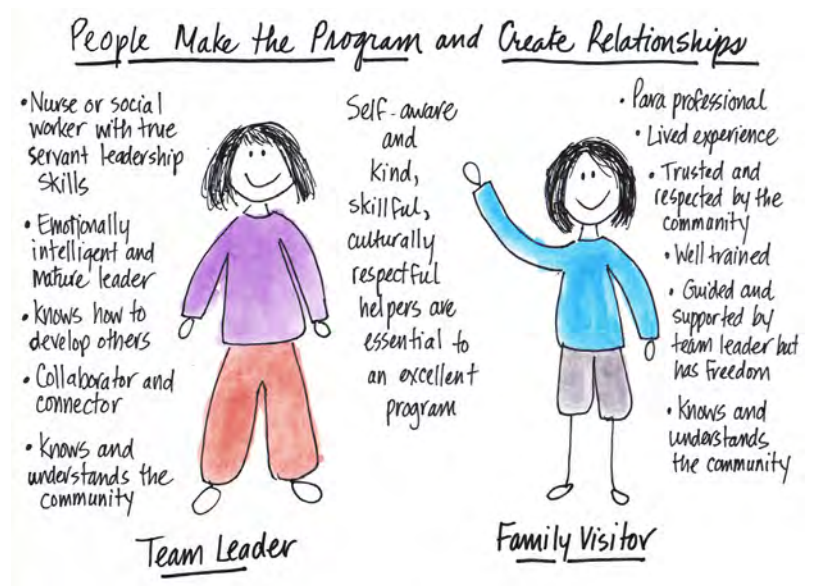 People Make the Program and Create Relationships
• Nurse or social
worker with true
servant leadership
skills
• Emotionally
intelligent and
mature leader
• Knows how to
develop others
• Collaborator and
connector
• Knows and
understands the
community
Team Leader
Self-aware
and
kind,
skillful,
culturally
respectful
helpers are
essential to
an excellent
program
• Para professional
• Lived experience
• Trusted and
respected by the
community
• Well trained
• Guided and
supported by
team leader but
has freedom
• Knows and
understands
the community
Family Visitor